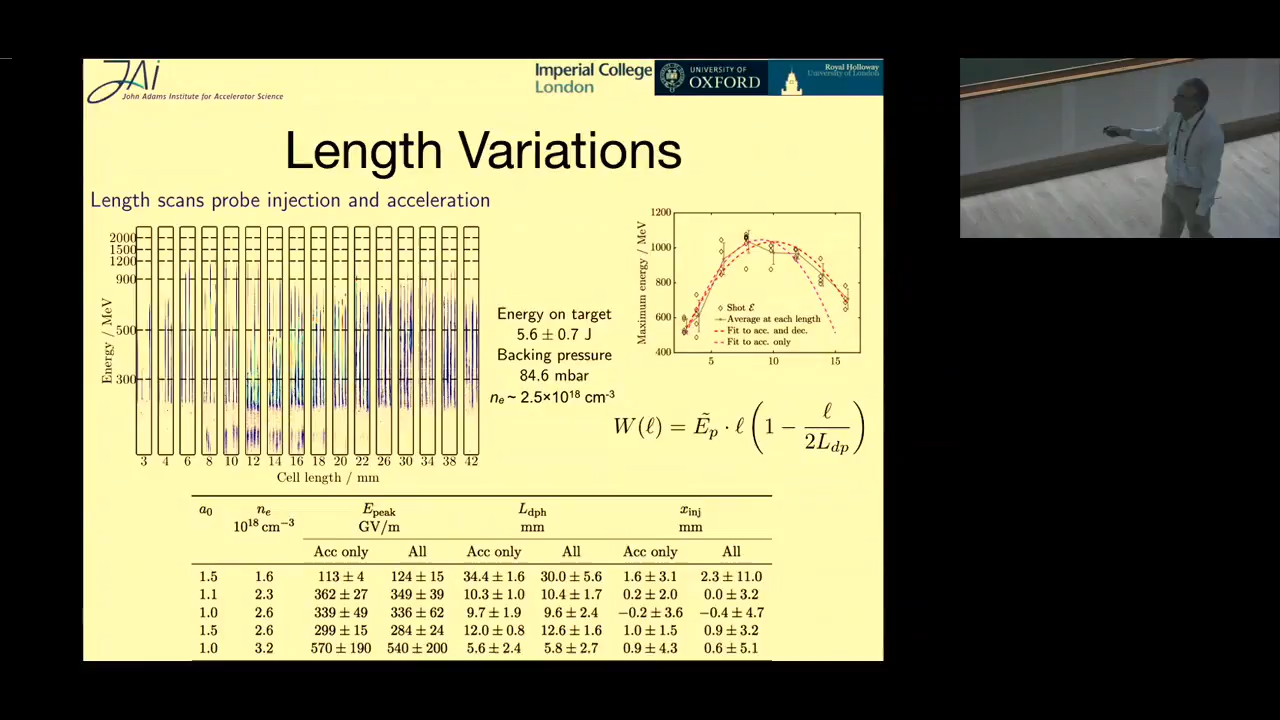 JAi
John Adams Institute for Accelerator Science
Imperial College
London
UNIVERSITY OF
OXFORD
Royal Holloway
University of London
Length Variations
Length scans probe injection and acceleration
Energy / MeV
2000
1500
1200
900
500
300
3 4 6 8 10 12 14 16 18 20 22 26 30 34 38 42
Cell length / mm
Energy on target
5.6 ± 0.7 J
Backing pressure
84.6 mbar
nₑ ~ 2.5×10¹⁸ cm⁻³
Maximum energy / MeV
1200
1000
800
600
400
5 10 15
Shot ℰ
Average at each length
Fit to acc. and dec.
Fit to acc. only
W(ℓ) = Ẽₚ · ℓ (1 − ℓ / 2L_dp)
a₀ nₑ E_peak L_dph x_inj
10¹⁸ cm⁻³ GV/m mm mm
Acc only All Acc only All Acc only All
1.5 1.6 113 ± 4 124 ± 15 34.4 ± 1.6 30.0 ± 5.6 1.6 ± 3.1 2.3 ± 11.0
1.1 2.3 362 ± 27 349 ± 39 10.3 ± 1.0 10.4 ± 1.7 0.2 ± 2.0 0.0 ± 3.2
1.0 2.6 339 ± 49 336 ± 62 9.7 ± 1.9 9.6 ± 2.4 −0.2 ± 3.6 −0.4 ± 4.7
1.5 2.6 299 ± 15 284 ± 24 12.0 ± 0.8 12.6 ± 1.6 1.0 ± 1.5 0.9 ± 3.2
1.0 3.2 570 ± 190 540 ± 200 5.6 ± 2.4 5.8 ± 2.7 0.9 ± 4.3 0.6 ± 5.1